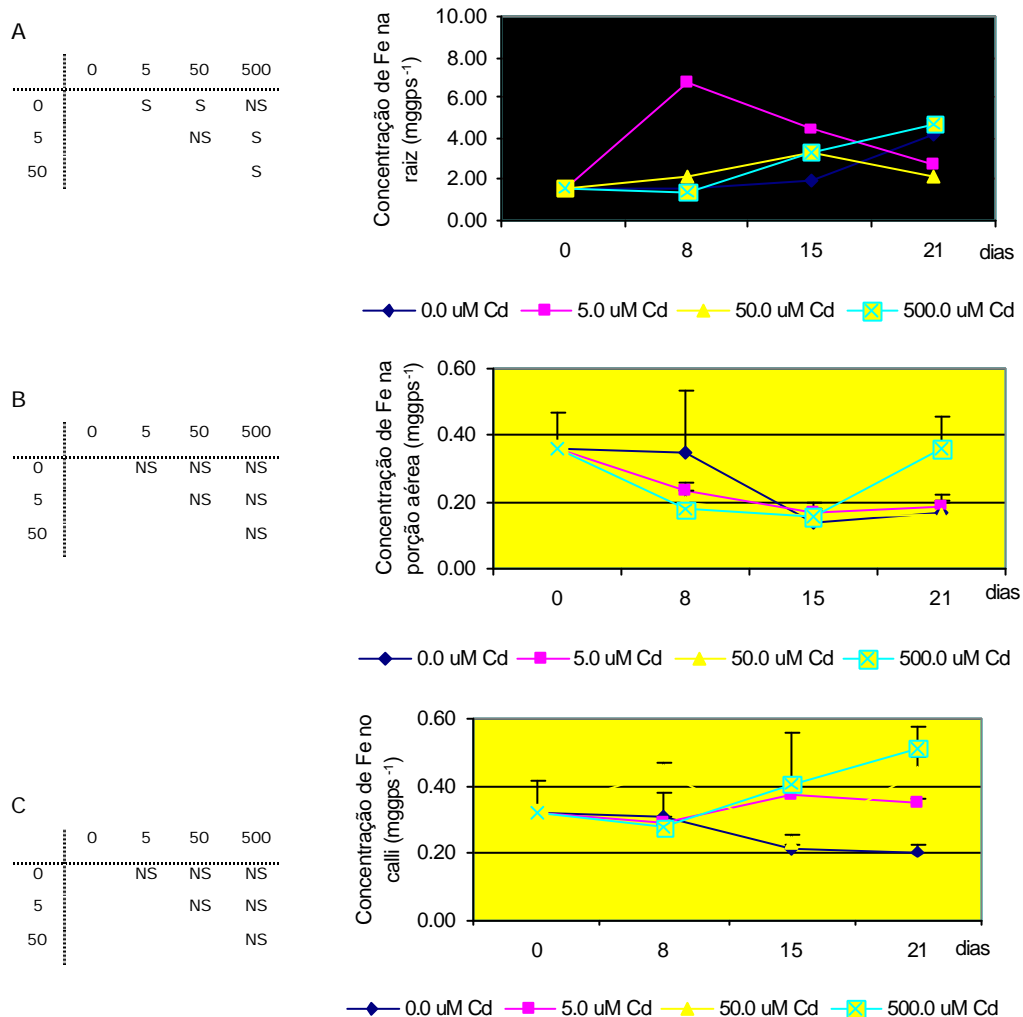 A
0 5 50 500
0 S S NS
5 NS S
50 S
Concentração de Fe na
raiz (mggps-1)
10.00
8.00
6.00
4.00
2.00
0.00
0 8 15 21 dias
0.0 uM Cd 5.0 uM Cd 50.0 uM Cd 500.0 uM Cd
B
0 5 50 500
0 NS NS NS
5 NS NS
50 NS
Concentração de Fe na
porção aérea (mggps-1)
0.60
0.40
0.20
0.00
0 8 15 21 dias
0.0 uM Cd 5.0 uM Cd 50.0 uM Cd 500.0 uM Cd
C
0 5 50 500
0 NS NS NS
5 NS NS
50 NS
Concentração de Fe no
calli (mggps-1)
0.60
0.40
0.20
0.00
0 8 15 21 dias
0.0 uM Cd 5.0 uM Cd 50.0 uM Cd 500.0 uM Cd